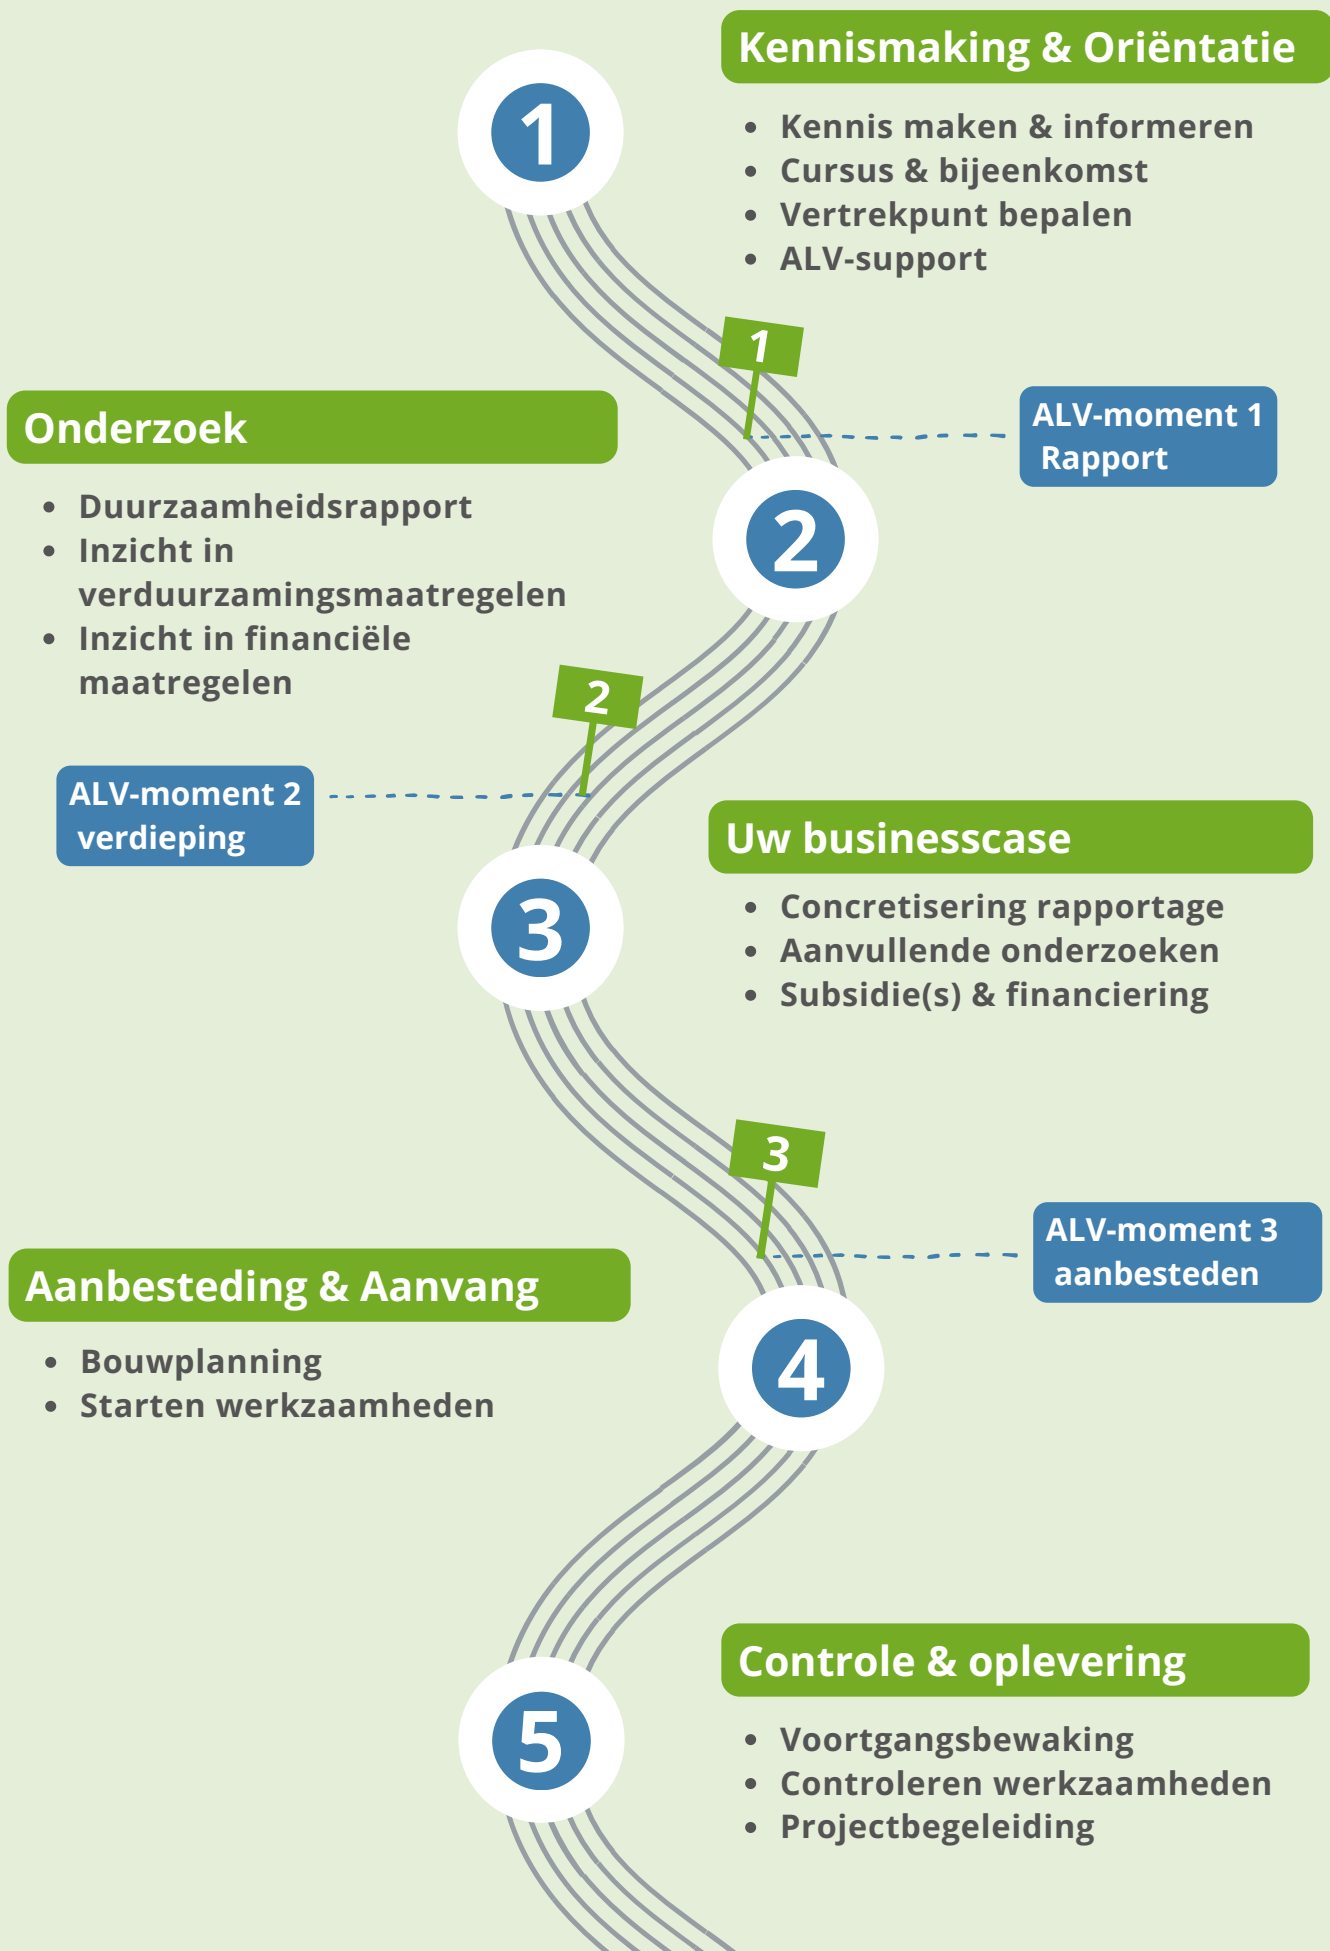 Kennismaking & Oriëntatie
1
• Kennis maken & informeren
• Cursus & bijeenkomst
• Vertrekpunt bepalen
• ALV-support
1
ALV-moment 1
Rapport
Onderzoek
• Duurzaamheidsrapport
• Inzicht in
verduurzamingsmaatregelen
• Inzicht in financiële
maatregelen
2
2
ALV-moment 2
verdieping
Uw businesscase
3
• Concretisering rapportage
• Aanvullende onderzoeken
• Subsidie(s) & financiering
3
ALV-moment 3
aanbesteden
Aanbesteding & Aanvang
• Bouwplanning
• Starten werkzaamheden
4
Controle & oplevering
5
• Voortgangsbewaking
• Controleren werkzaamheden
• Projectbegeleiding